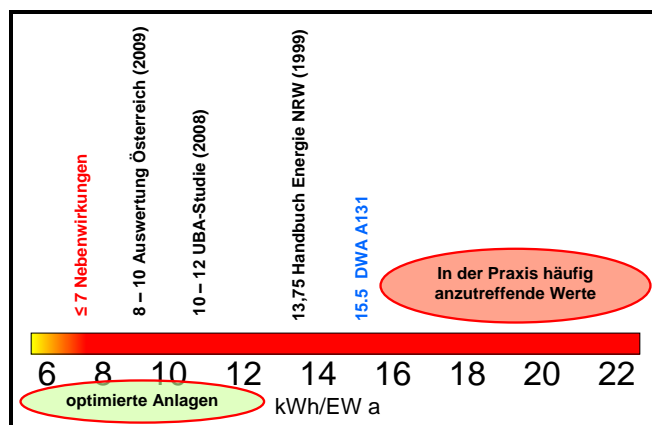 ≤ 7 Nebenwirkungen
8 – 10 Auswertung Österreich (2009)
10 – 12 UBA-Studie (2008)
13,75 Handbuch Energie NRW (1999)
15.5 DWA A131
In der Praxis häufig
anzutreffende Werte
6 8 10 12 14 16 18 20 22
optimierte Anlagen
kWh/EW a